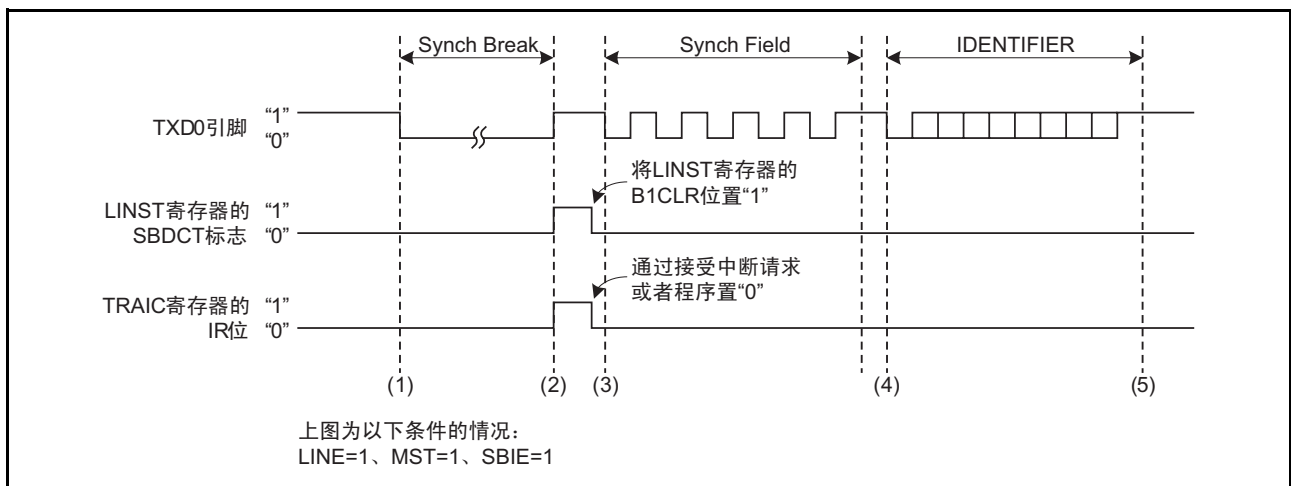 Synch Break
Synch Field
IDENTIFIER
TXD0引脚
“1”
“0”
将LINST寄存器的
B1CLR位置“1”
LINST寄存器的 “1”
SBDCT标志 “0”
通过接受中断请求
或者程序置“0”
TRAIC寄存器的 “1”
IR位 “0”
(1) (2) (3) (4) (5)
上图为以下条件的情况：
LINE=1、MST=1、SBIE=1